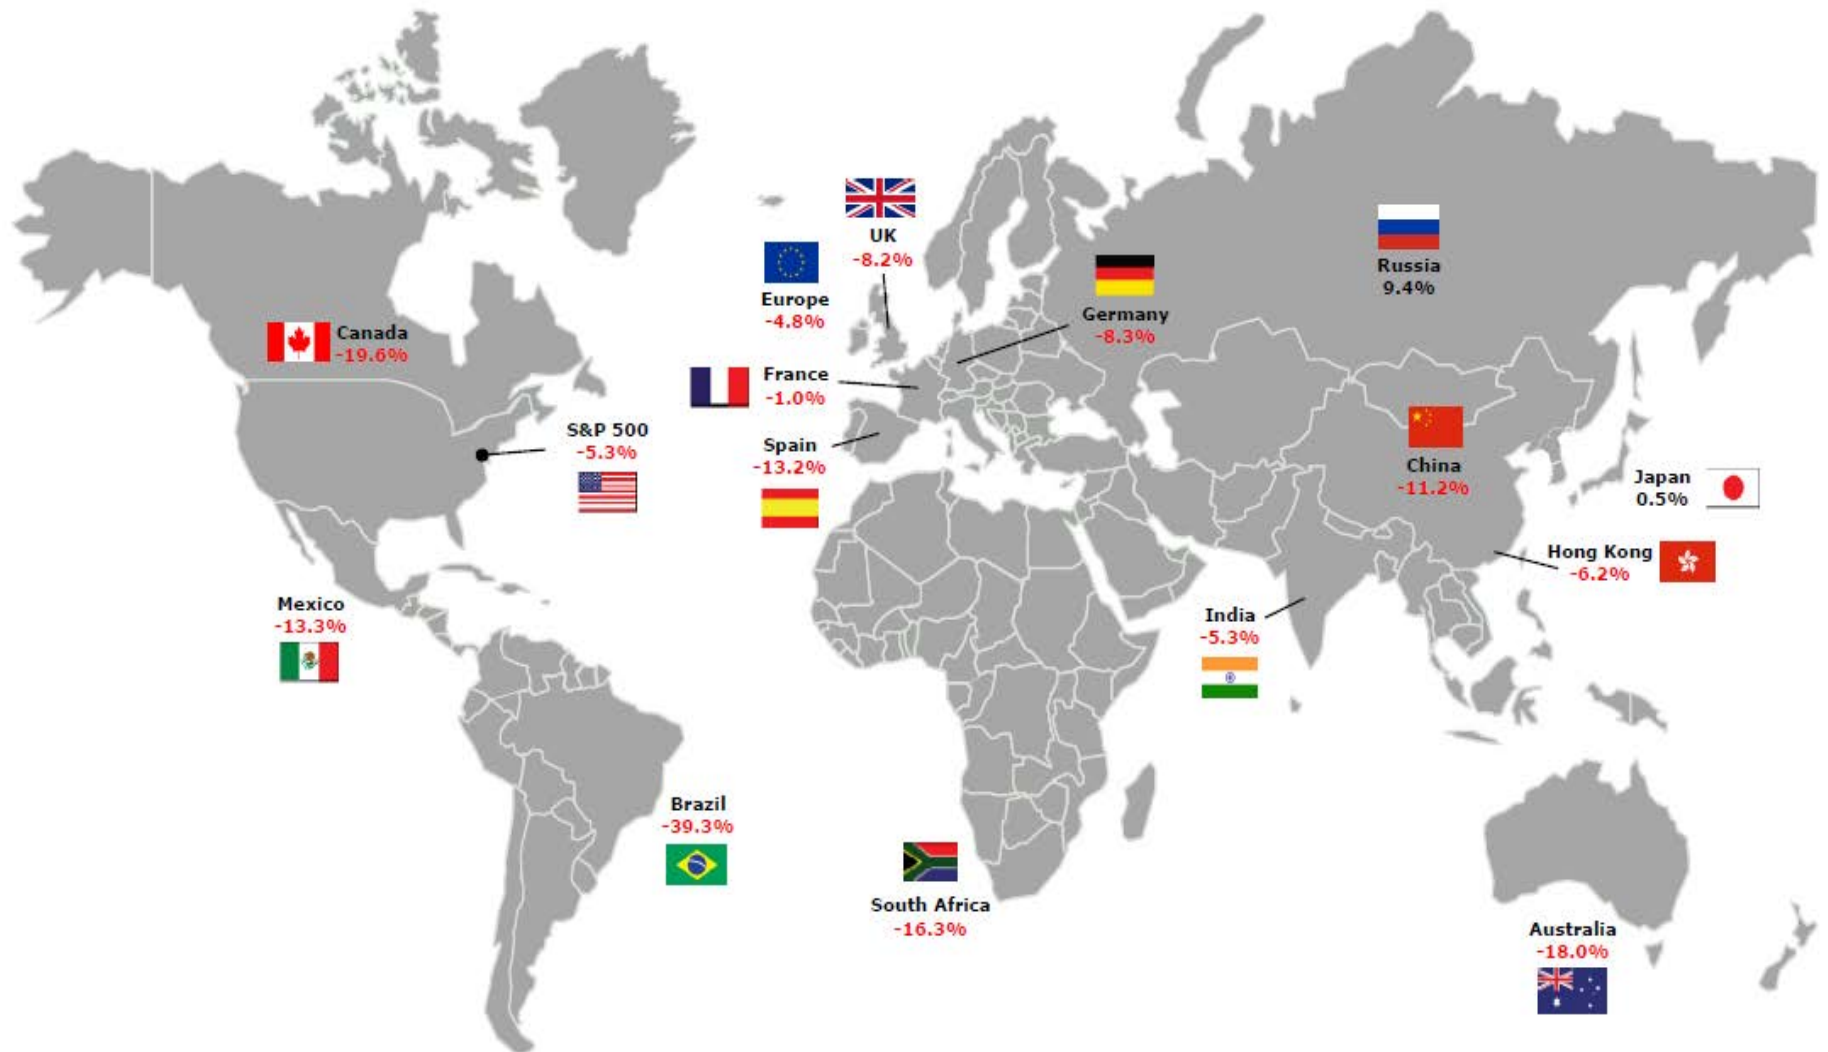 UK
-8.2%
Europe
-4.8%
Germany
-8.3%
Russia
9.4%
Canada
-19.6%
France
-1.0%
S&P 500
-5.3%
Spain
-13.2%
China
-11.2%
Japan
0.5%
Hong Kong
-6.2%
Mexico
-13.3%
India
-5.3%
Brazil
-39.3%
South Africa
-16.3%
Australia
-18.0%